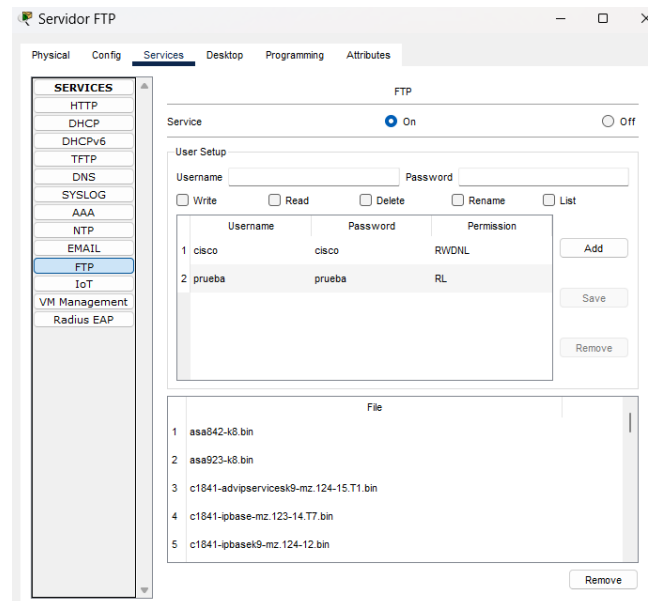 Servidor FTP
Physical Config Services Desktop Programming Attributes
SERVICES
HTTP
DHCP
DHCPv6
TFTP
DNS
SYSLOG
AAA
NTP
EMAIL
FTP
IoT
VM Management
Radius EAP
FTP
Service On Off
User Setup
Username Password
Write Read Delete Rename List
Username Password Permission
1 cisco cisco RWDNL
2 prueba prueba RL
Add
Save
Remove
File
1 asa842-k8.bin
2 asa923-k8.bin
3 c1841-advipservicesk9-mz.124-15.T1.bin
4 c1841-ipbase-mz.123-14.T7.bin
5 c1841-ipbasek9-mz.124-12.bin
Remove